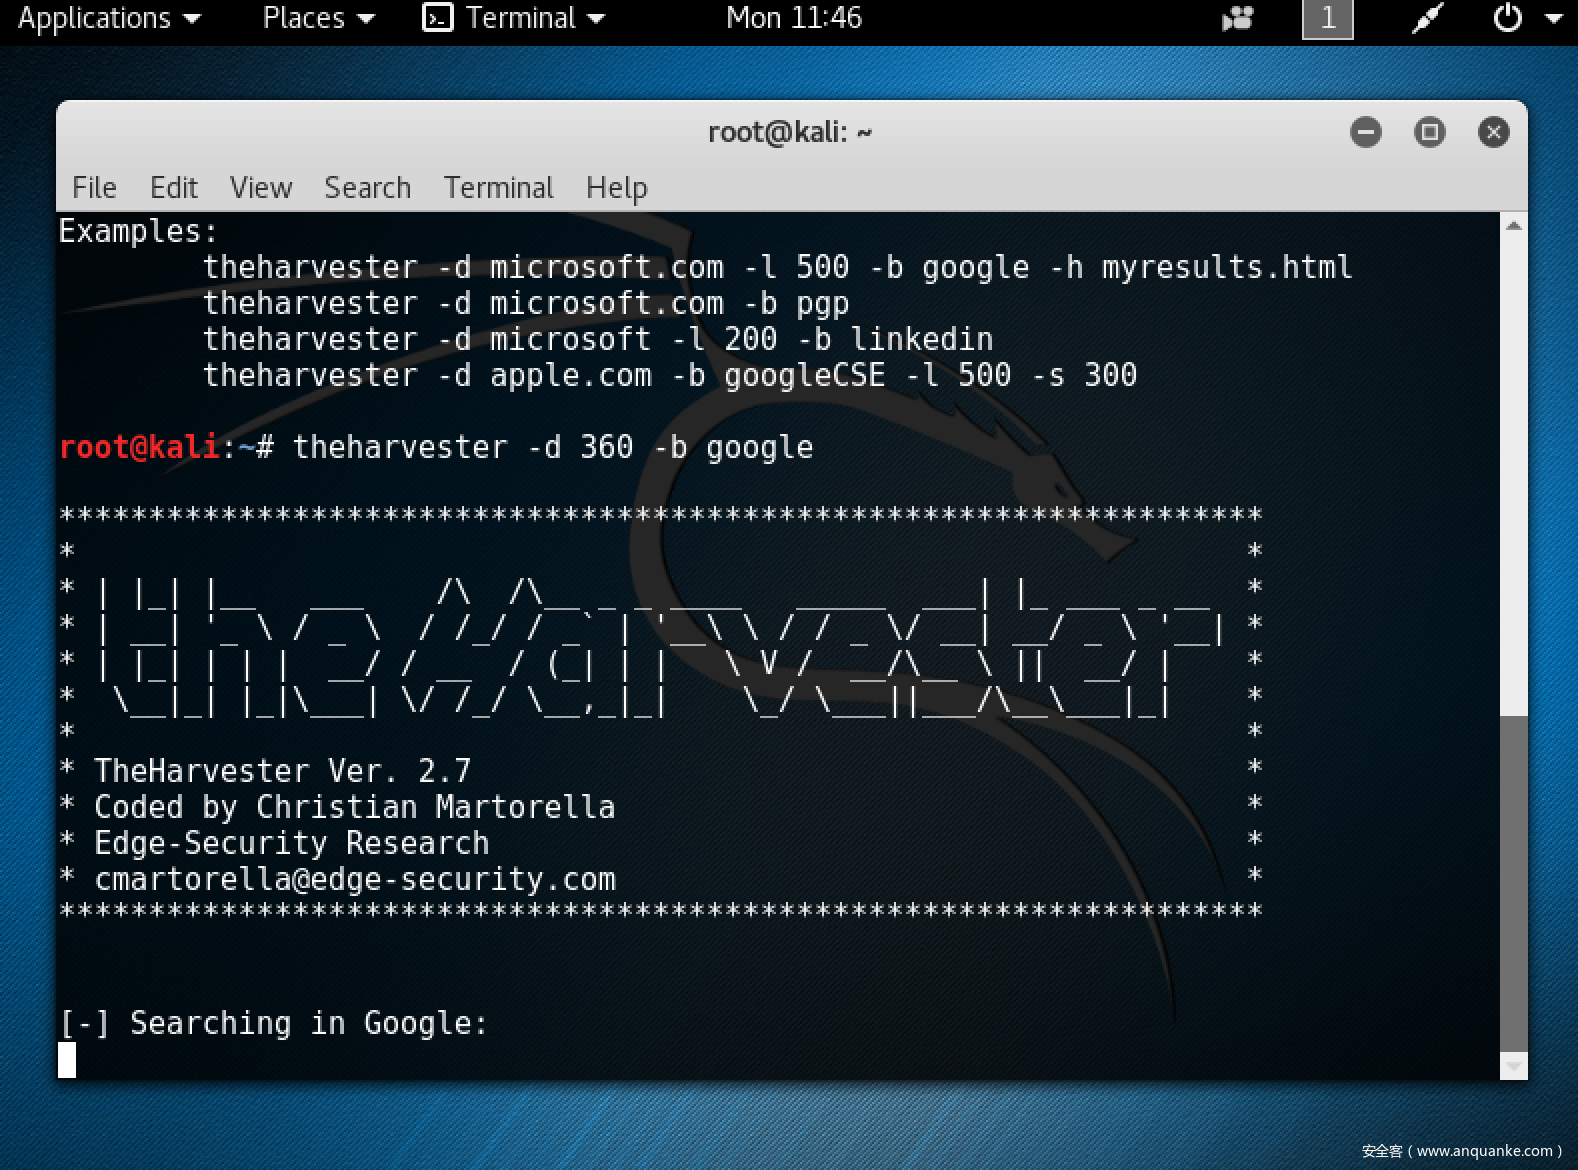 Applications Places Terminal Mon 11:46 1
root@kali: ~
File Edit View Search Terminal Help
Examples:
        theharvester -d microsoft.com -l 500 -b google -h myresults.html
        theharvester -d microsoft.com -b pgp
        theharvester -d microsoft -l 200 -b linkedin
        theharvester -d apple.com -b googleCSE -l 500 -s 300
root@kali:~# theharvester -d 360 -b google
*******************************************************************
*                                                                 *
* | |_| |__   ___    /\  /\__ _ _ ____   _____  ___| |_ ___ _ __  *
* | __| '_ \ / _ \  / /_/ / _` | '__\ \ / / _ \/ __| __/ _ \ '__| *
* | |_| | | |  __/ / __  / (_| | |   \ V /  __/\__ \ ||  __/ |    *
*  \__|_| |_|\___| \/ /_/ \__,_|_|    \_/ \___||___/\__\___|_|    *
*                                                                 *
* TheHarvester Ver. 2.7                                           *
* Coded by Christian Martorella                                   *
* Edge-Security Research                                          *
* cmartorella@edge-security.com                                   *
*******************************************************************
[-] Searching in Google:
安全客 ( www.anquanke.com )